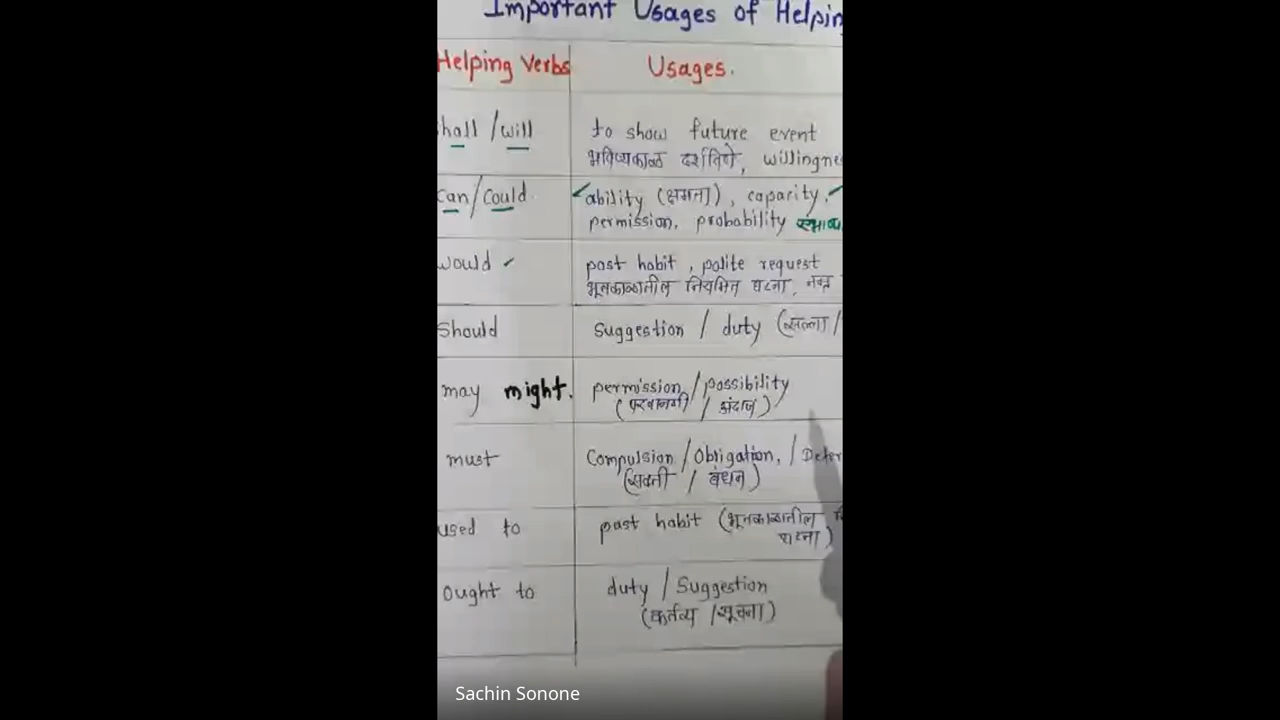 Important Usages of Helpin
Helping Verbs
Usages.
hall / will
to show future event
भविष्यकाळ दर्शविणे, willingne
can / Could
ability (क्षमता), capacity,
permission, probability संभाव्य
would
past habit, polite request
भूतकाळातील नियमित घटना, नम्र
Should
Suggestion / duty (सल्ला /
may might.
permission / possibility
(परवानगी / अंदाज)
must
Compulsion / Obligation, / Deter
(सक्ती / बंधन)
used to
past habit (भूतकाळातील
घटना)
ought to
duty / Suggestion
(कर्तव्य / सूचना)
Sachin Sonone